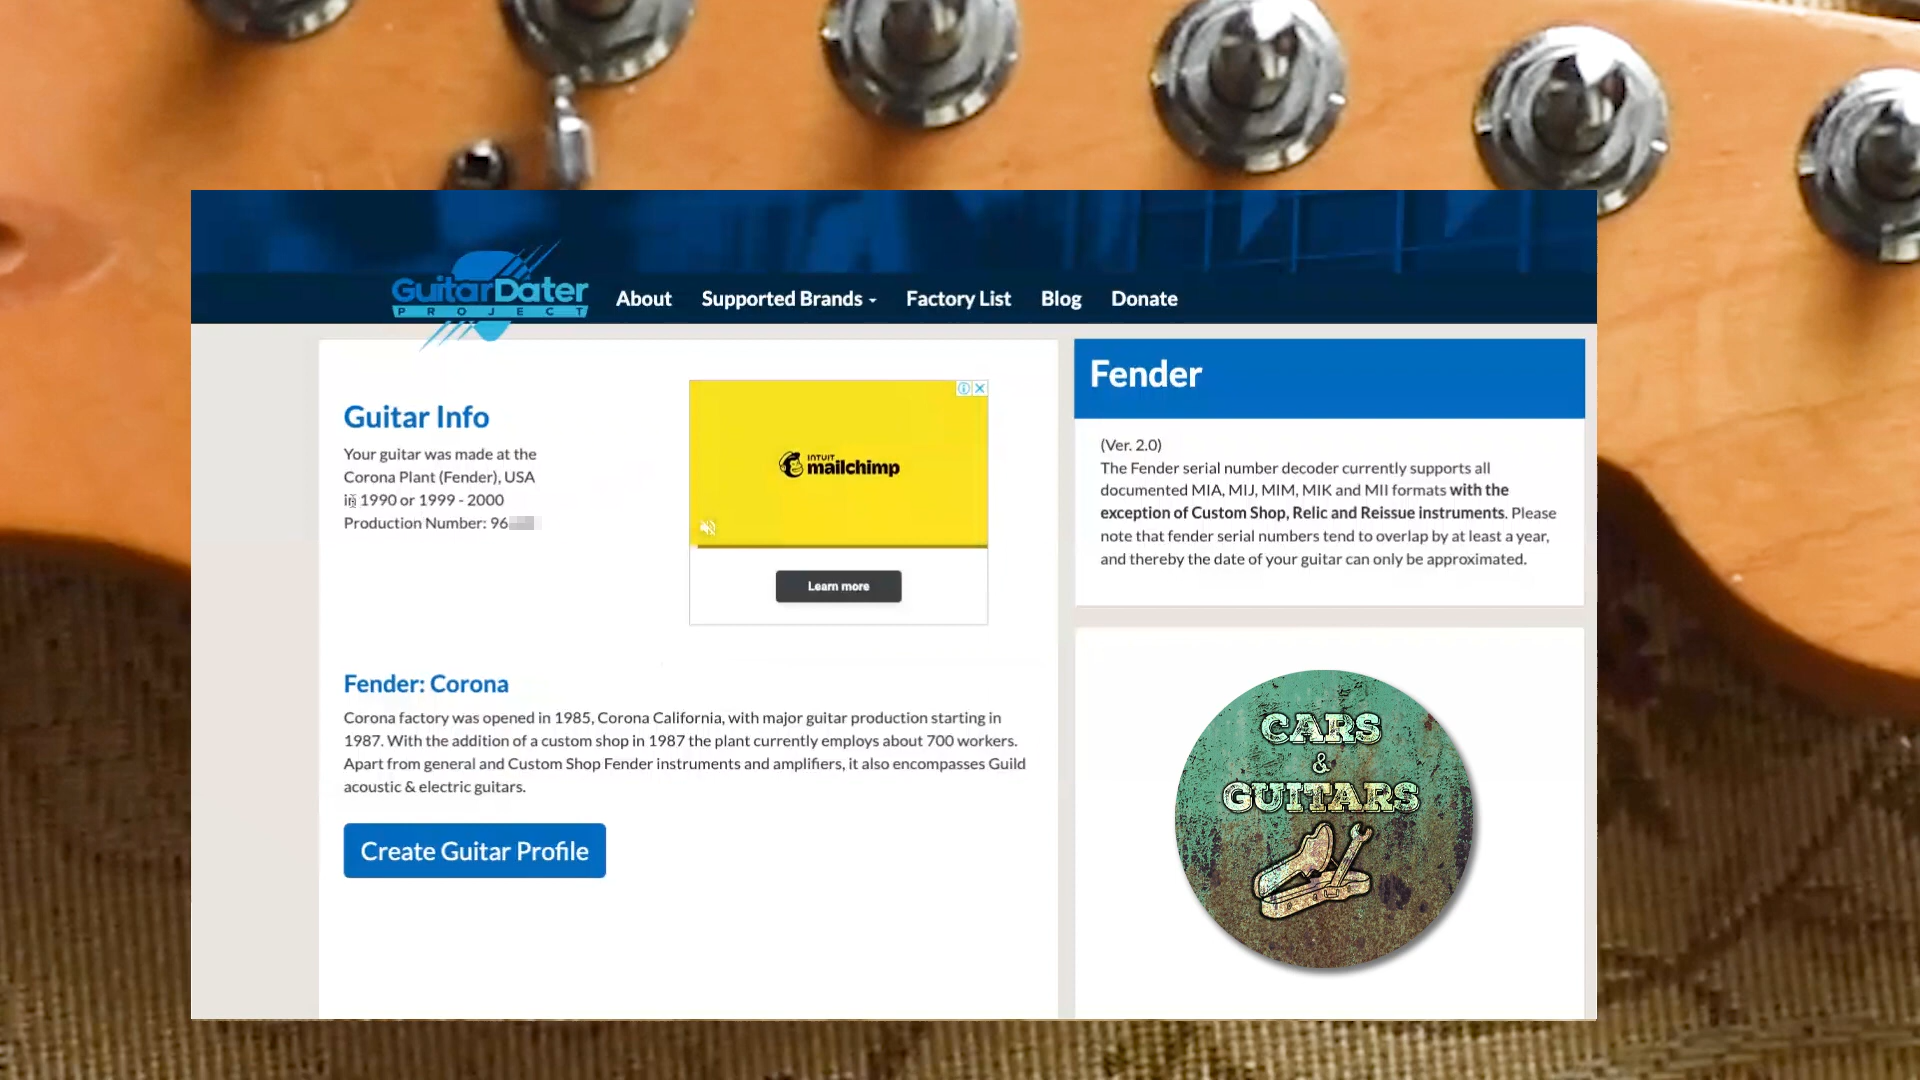 GuitarDater
PROJECT
About
Supported Brands
Factory List
Blog
Donate
Guitar Info
Your guitar was made at the
Corona Plant (Fender), USA
in 1990 or 1999 - 2000
Production Number: 96
INTUIT
mailchimp
Learn more
Fender: Corona
Corona factory was opened in 1985, Corona California, with major guitar production starting in
1987. With the addition of a custom shop in 1987 the plant currently employs about 700 workers.
Apart from general and Custom Shop Fender instruments and amplifiers, it also encompasses Guild
acoustic & electric guitars.
Create Guitar Profile
Fender
(Ver. 2.0)
The Fender serial number decoder currently supports all
documented MIA, MIJ, MIM, MIK and MII formats with the
exception of Custom Shop, Relic and Reissue instruments. Please
note that fender serial numbers tend to overlap by at least a year,
and thereby the date of your guitar can only be approximated.
CARS
&
GUITARS